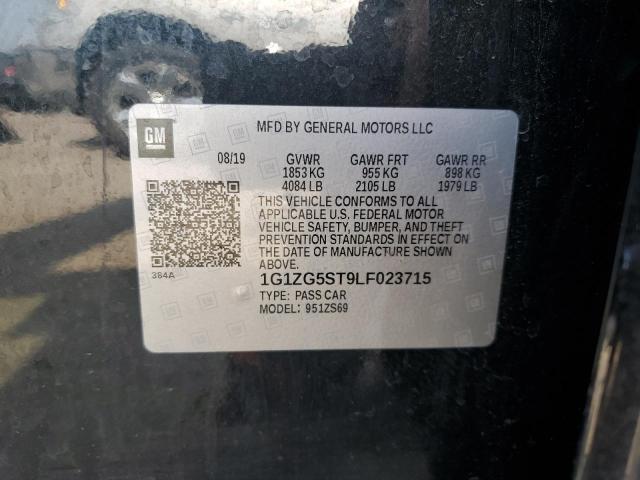 GM
MFD BY GENERAL MOTORS LLC
08/19 GVWR GAWR FRT GAWR RR
1853 KG 955 KG 898 KG
4084 LB 2105 LB 1979 LB
THIS VEHICLE CONFORMS TO ALL
APPLICABLE U.S. FEDERAL MOTOR
VEHICLE SAFETY, BUMPER, AND THEFT
PREVENTION STANDARDS IN EFFECT ON
THE DATE OF MANUFACTURE SHOWN
ABOVE.
384A
1G1ZG5ST9LF023715
TYPE: PASS CAR
MODEL: 951ZS69